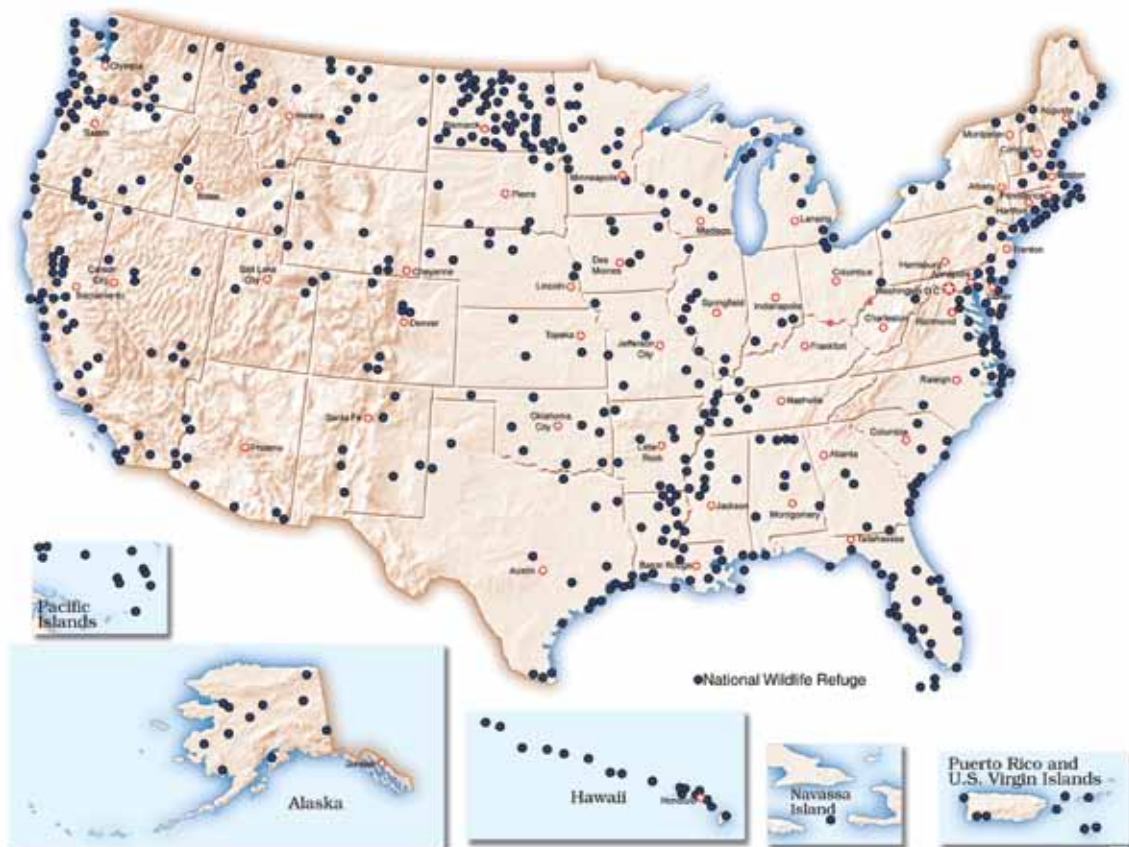 Olympia
Salem
Helena
Bismarck
Boise
Pierre
Minneapolis
Madison
Lansing
Augusta
Montpelier
Concord
Albany
Boston
Hartford
Trenton
Harrisburg
Annapolis
Washington D.C.
Dover
Richmond
Charleston
Columbus
Indianapolis
Springfield
Frankfort
Des
Moines
Lincoln
Cheyenne
Salt Lake
City
Carson
City
Sacramento
Denver
Topeka
Jefferson
City
Nashville
Raleigh
Columbia
Atlanta
Santa Fe
Oklahoma
City
Little
Rock
Phoenix
Jackson
Montgomery
Tallahassee
Austin
Baton Rouge
Pacific
Islands
National Wildlife Refuge
Juneau
Alaska
Hawaii
Honolulu
Navassa
Island
Puerto Rico and
U.S. Virgin Islands